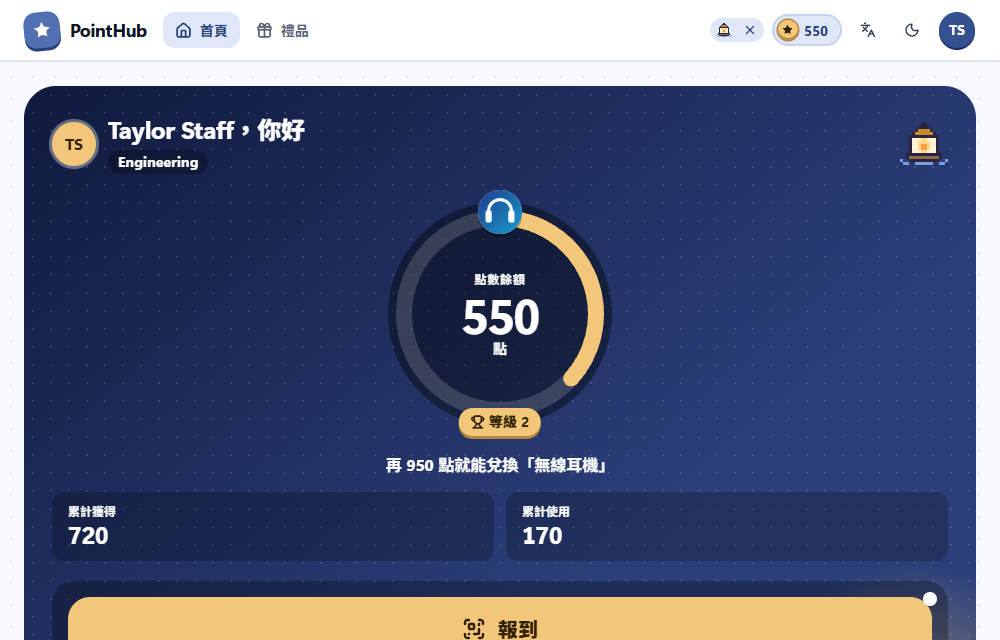 PointHub
首頁
禮品
550
TS
TS
Taylor Staff，你好
Engineering
點數餘額
550
點
等級 2
再 950 點就能兌換「無線耳機」
累計獲得
720
累計使用
170
報到